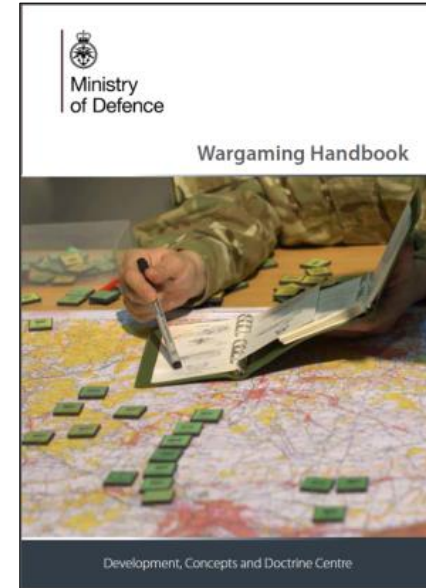 Ministry
of Defence
Wargaming Handbook
Development, Concepts and Doctrine Centre